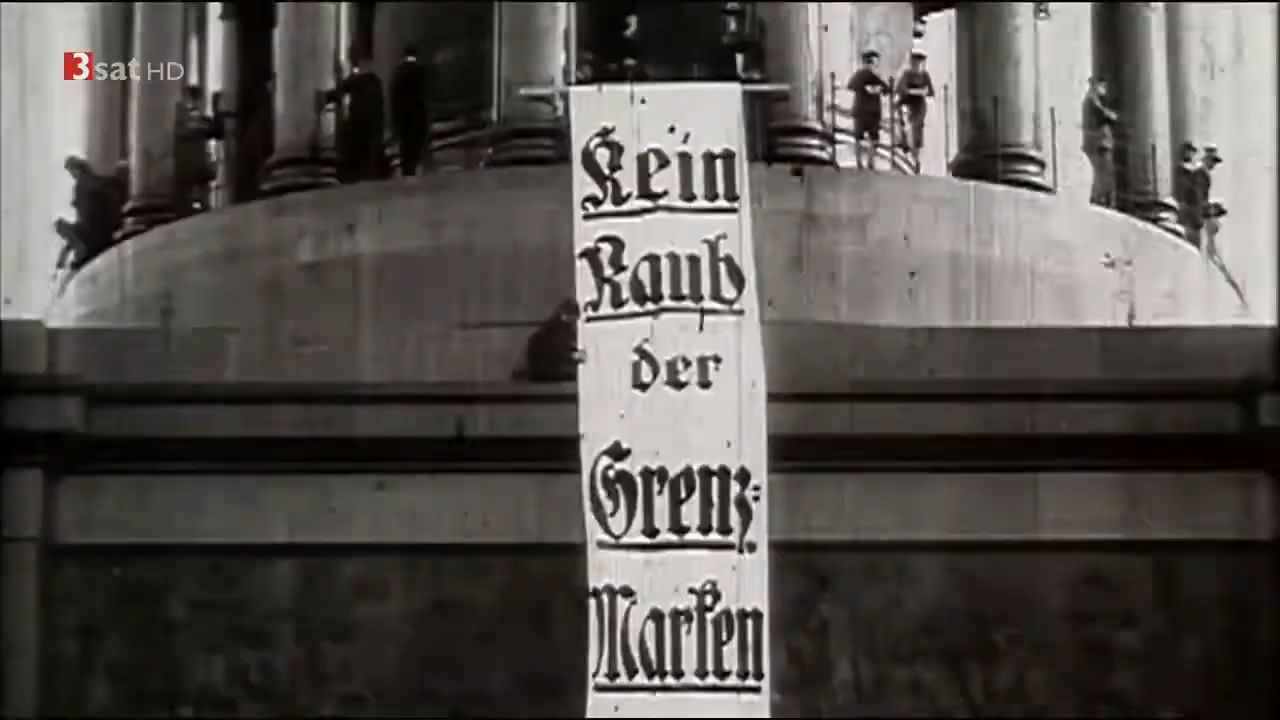 3sat HD
Kein
Raub
der
Grenz-
Marken